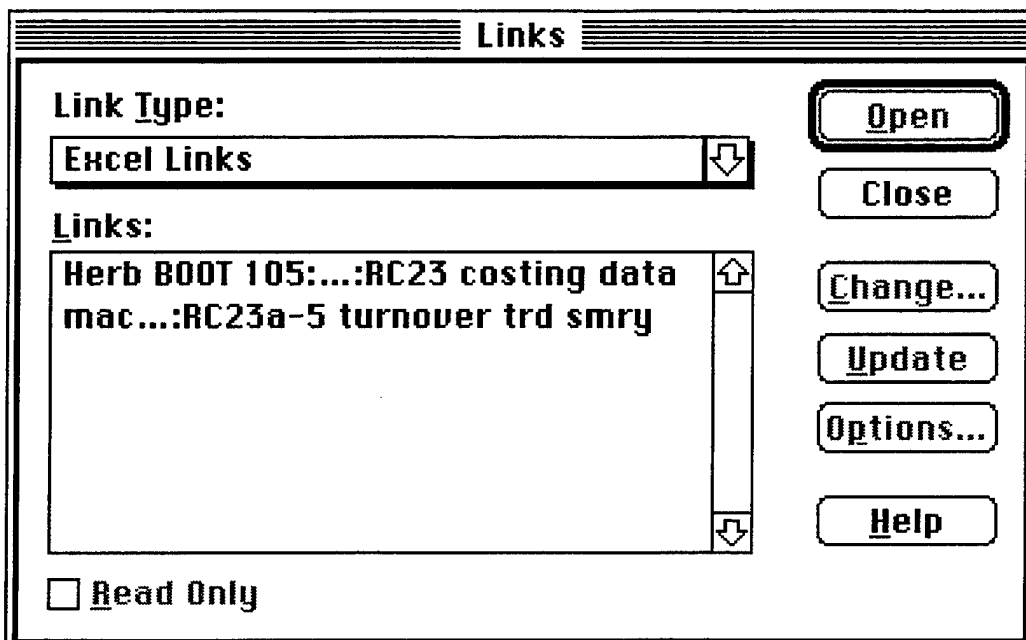 Links
Link Type:
Excel Links
Links:
Herb BOOT 105:...:RC23 costing data
mac...:RC23a-5 turnover trd smry
Read Only
Open
Close
Change...
Update
Options...
Help